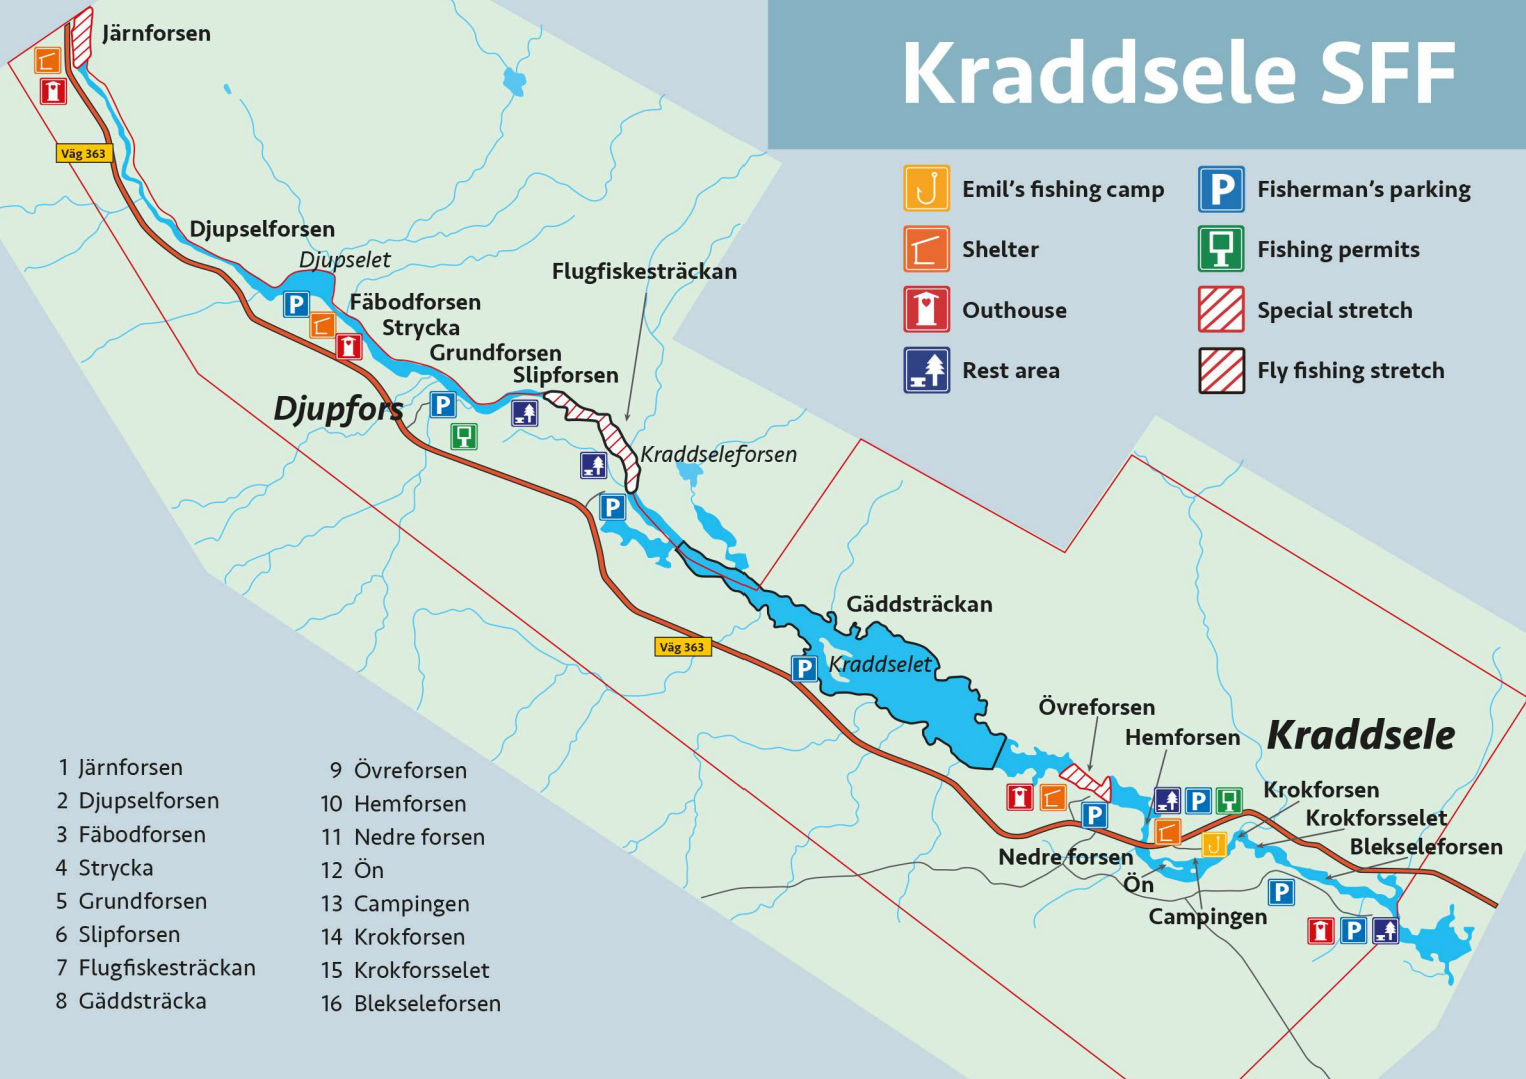 Kraddsele SFF
Emil's fishing camp
Fisherman's parking
Shelter
Fishing permits
Outhouse
Special stretch
Rest area
Fly fishing stretch
P
Järnforsen
Väg 363
Djupselforsen
Djupselet
P
Fäbodforsen
Strycka
Grundforsen
Slipforsen
Flugfiskesträckan
Djupfors
P
Kraddseleforsen
P
Gäddsträckan
Väg 363
P
Kraddselet
Övreforsen
Hemforsen
Kraddsele
P
P
Krokforsen
Krokforsselet
Blekseleforsen
Nedre forsen
Ön
Campingen
P
P
1 Järnforsen
2 Djupselforsen
3 Fäbodforsen
4 Strycka
5 Grundforsen
6 Slipforsen
7 Flugfiskesträckan
8 Gäddsträcka
9 Övreforsen
10 Hemforsen
11 Nedre forsen
12 Ön
13 Campingen
14 Krokforsen
15 Krokforsselet
16 Blekseleforsen